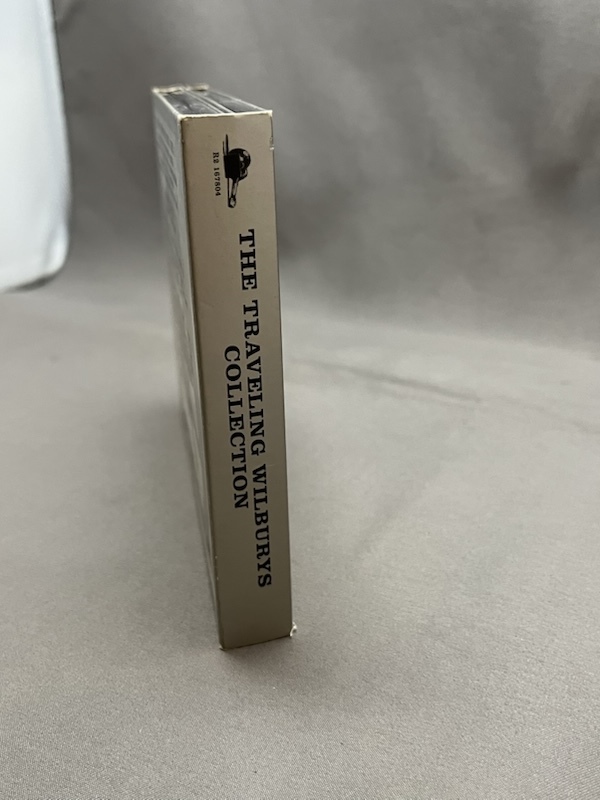 R2 167804
THE TRAVELING WILBURYS
COLLECTION